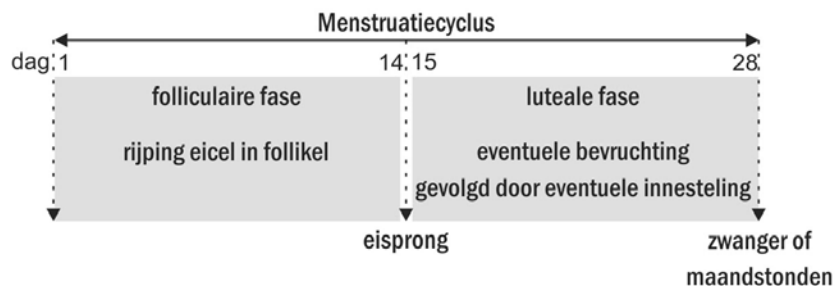 Menstruatiecyclus
dag: 1 14 15 28
folliculaire fase luteale fase
rijping eicel in follikel eventuele bevruchting
gevolgd door eventuele innesteling
eisprong zwanger of
maandstonden